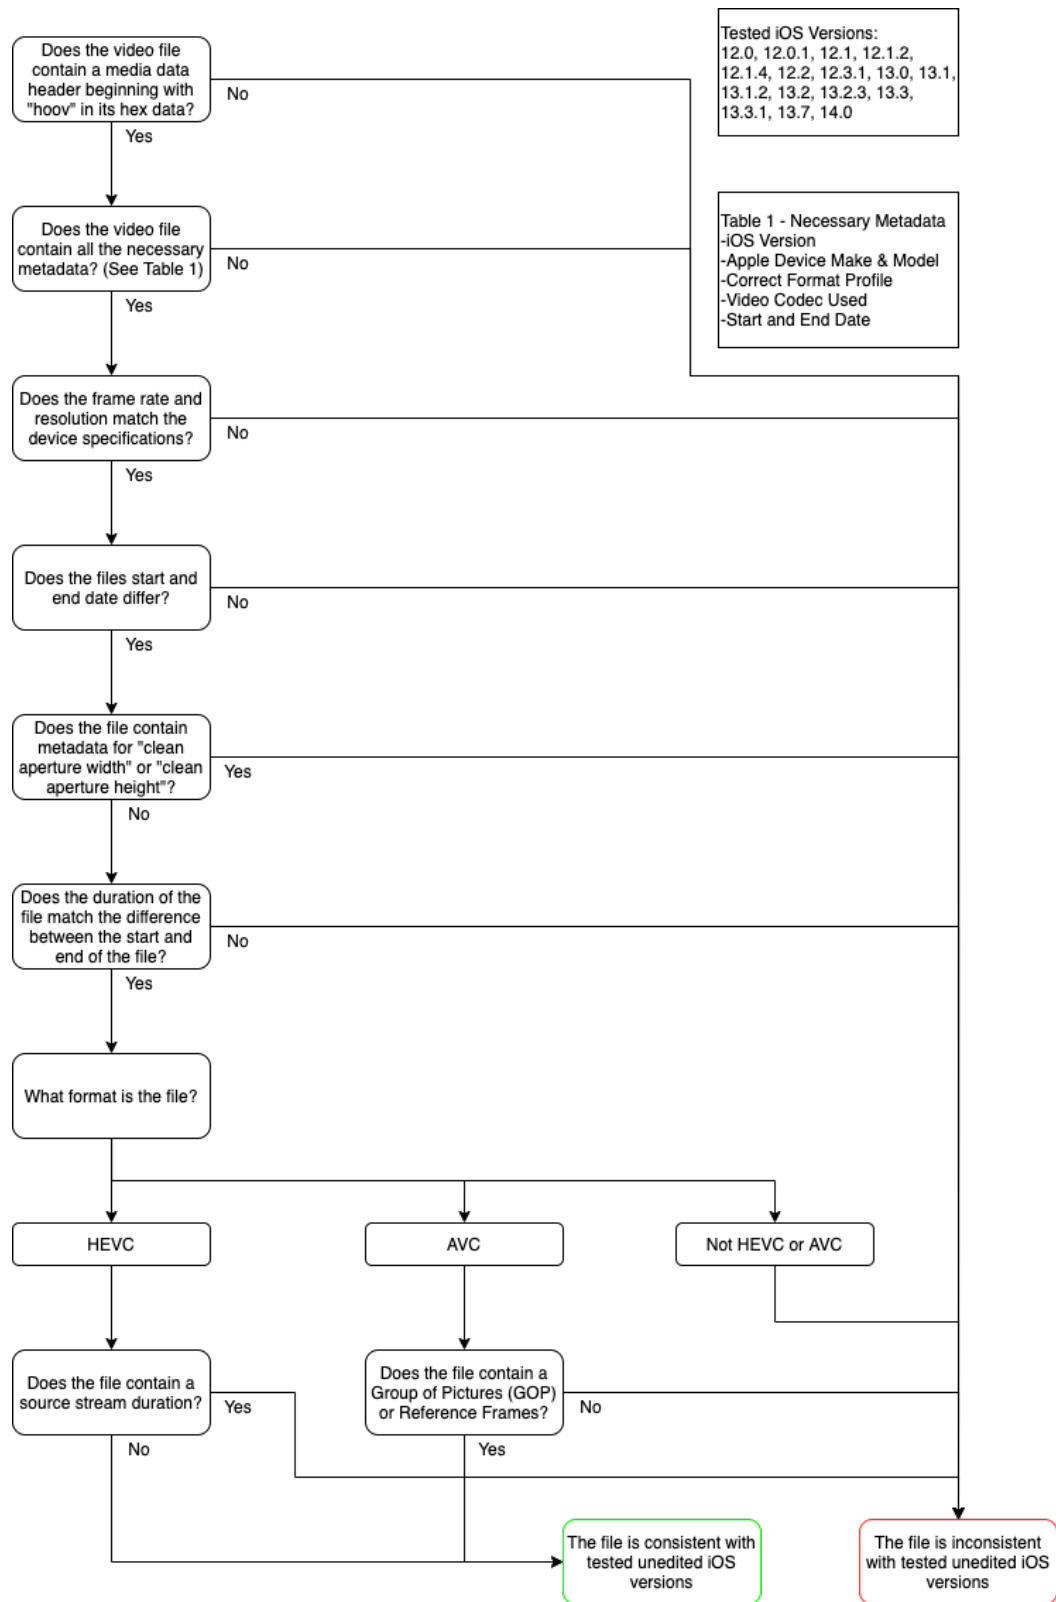 Does the video file
contain a media data
header beginning with
"hoov" in its hex data?
No
Yes
Tested iOS Versions:
12.0, 12.0.1, 12.1, 12.1.2,
12.1.4, 12.2, 12.3.1, 13.0, 13.1,
13.1.2, 13.2, 13.2.3, 13.3,
13.3.1, 13.7, 14.0
Does the video file
contain all the necessary
metadata? (See Table 1)
No
Yes
Table 1 - Necessary Metadata
-iOS Version
-Apple Device Make & Model
-Correct Format Profile
-Video Codec Used
-Start and End Date
Does the frame rate and
resolution match the
device specifications?
No
Yes
Does the files start and
end date differ?
No
Yes
Does the file contain
metadata for "clean
aperture width" or "clean
aperture height"?
Yes
No
Does the duration of the
file match the difference
between the start and
end of the file?
No
Yes
What format is the file?
HEVC
AVC
Not HEVC or AVC
Does the file contain a
source stream duration?
Yes
No
Does the file contain a
Group of Pictures (GOP)
or Reference Frames?
No
Yes
The file is consistent with
tested unedited iOS
versions
The file is inconsistent
with tested unedited iOS
versions